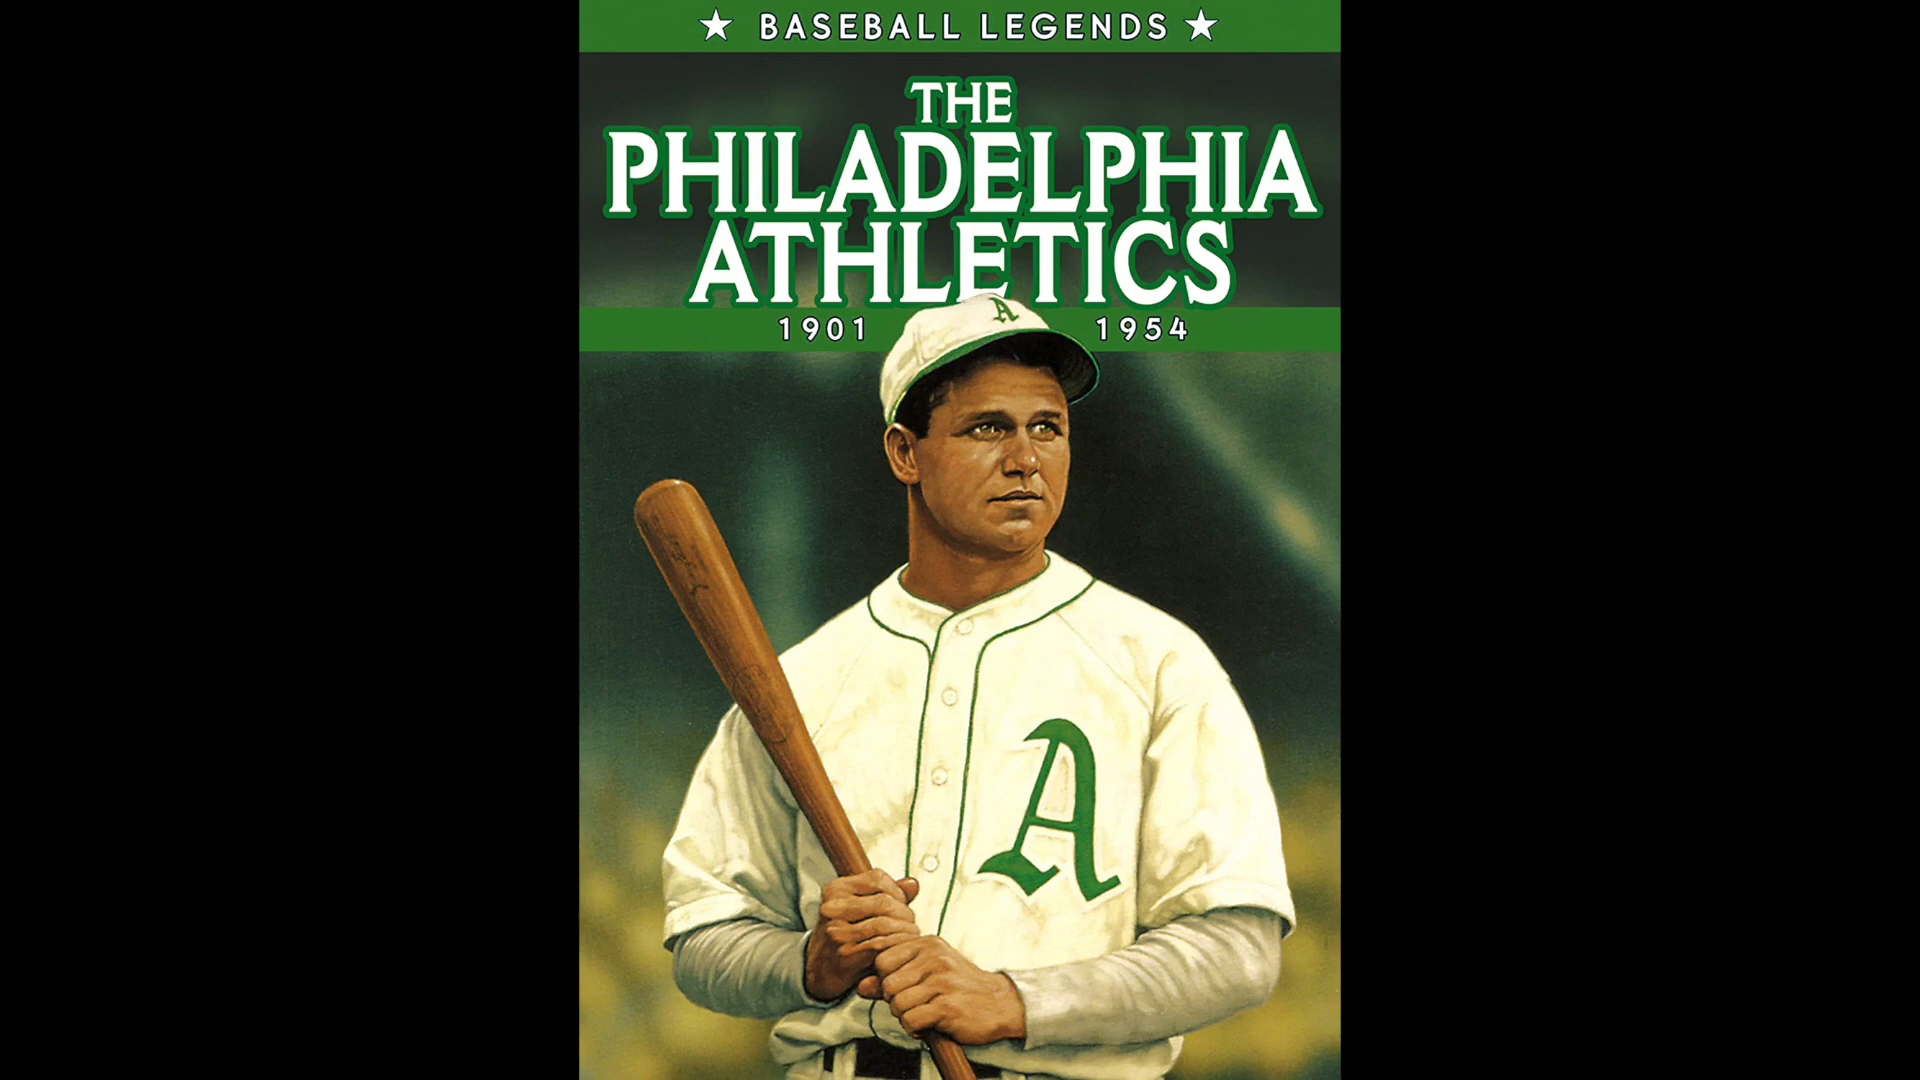 ★ BASEBALL LEGENDS ★
THE
PHILADELPHIA
ATHLETICS
1901 1954
A
A